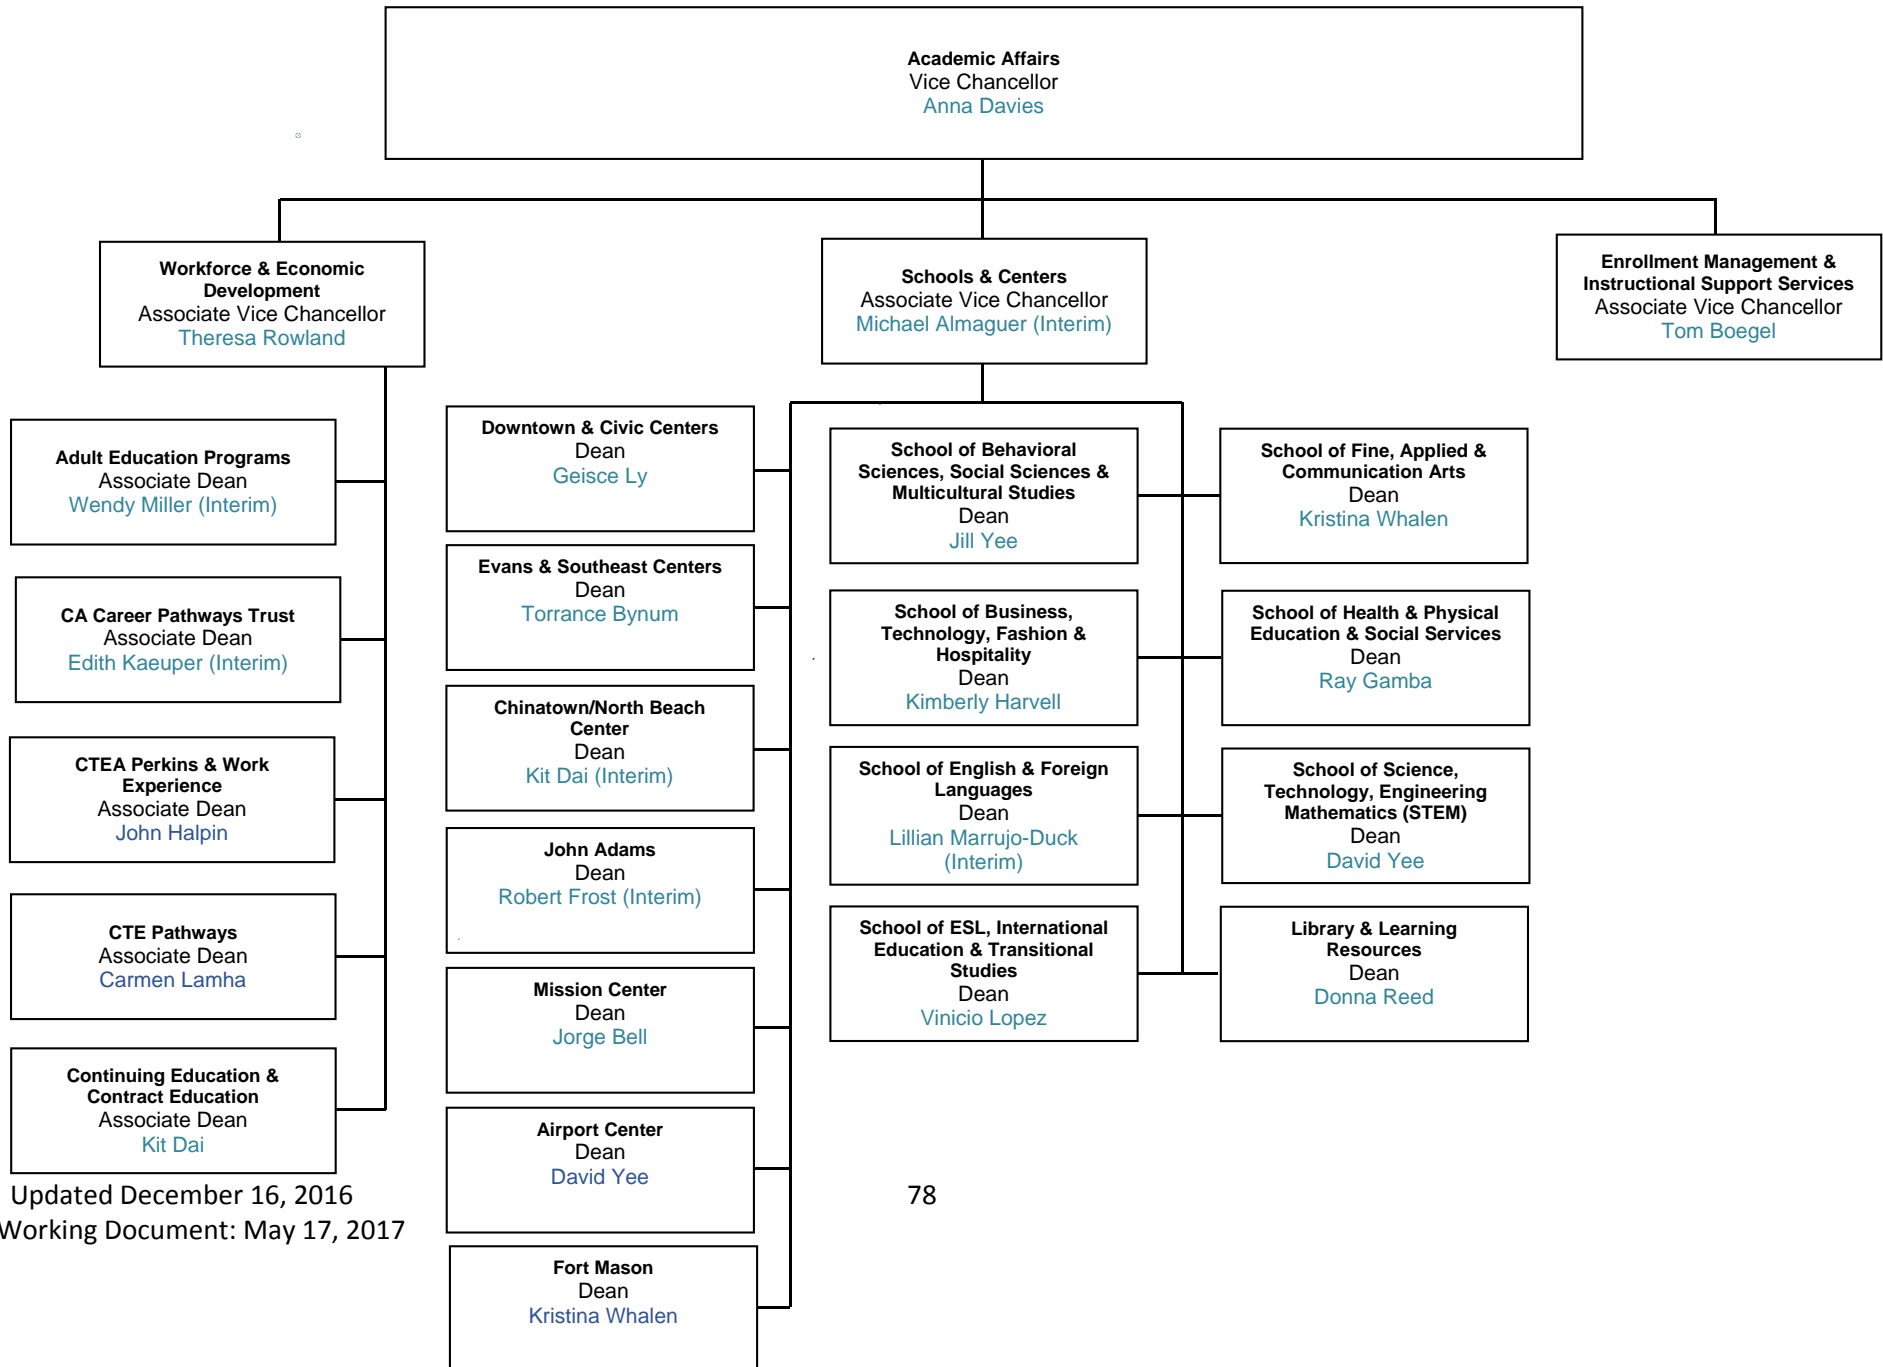 Academic Affairs
Vice Chancellor
Anna Davies
Workforce & Economic
Development
Associate Vice Chancellor
Theresa Rowland
Schools & Centers
Associate Vice Chancellor
Michael Almaguer (Interim)
Enrollment Management &
Instructional Support Services
Associate Vice Chancellor
Tom Boegel
Adult Education Programs
Associate Dean
Wendy Miller (Interim)
CA Career Pathways Trust
Associate Dean
Edith Kaeuper (Interim)
CTEA Perkins & Work
Experience
Associate Dean
John Halpin
CTE Pathways
Associate Dean
Carmen Lamha
Continuing Education &
Contract Education
Associate Dean
Kit Dai
Downtown & Civic Centers
Dean
Geisce Ly
Evans & Southeast Centers
Dean
Torrance Bynum
Chinatown/North Beach
Center
Dean
Kit Dai (Interim)
John Adams
Dean
Robert Frost (Interim)
Mission Center
Dean
Jorge Bell
Airport Center
Dean
David Yee
Fort Mason
Dean
Kristina Whalen
School of Behavioral
Sciences, Social Sciences &
Multicultural Studies
Dean
Jill Yee
School of Business,
Technology, Fashion &
Hospitality
Dean
Kimberly Harvell
School of English & Foreign
Languages
Dean
Lillian Marrujo-Duck
(Interim)
School of ESL, International
Education & Transitional
Studies
Dean
Vinicio Lopez
School of Fine, Applied &
Communication Arts
Dean
Kristina Whalen
School of Health & Physical
Education & Social Services
Dean
Ray Gamba
School of Science,
Technology, Engineering
Mathematics (STEM)
Dean
David Yee
Library & Learning
Resources
Dean
Donna Reed
Updated December 16, 2016
Working Document: May 17, 2017
78